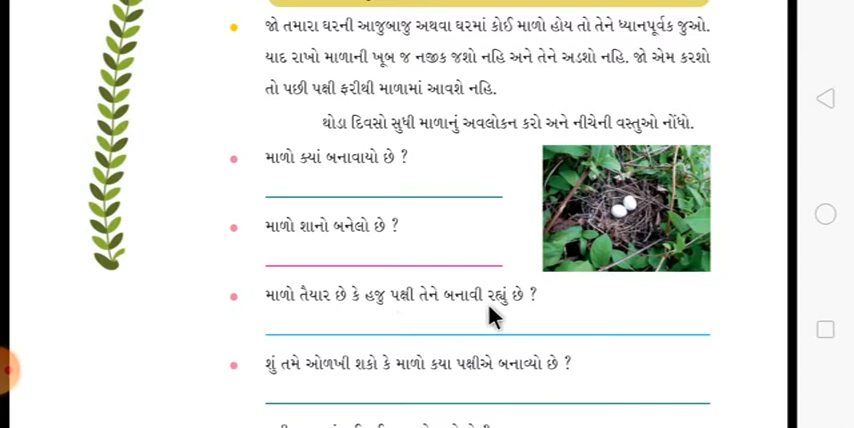 જો તમારા ઘરની આજુબાજુ અથવા ઘરમાં કોઈ માળો હોય તો તેને ધ્યાનપૂર્વક જુઓ.
યાદ રાખો માળાની ખૂબ જ નજીક જશો નહિ અને તેને અડશો નહિ. જો એમ કરશો
તો પછી પક્ષી ફરીથી માળામાં આવશે નહિ.
થોડા દિવસો સુધી માળાનું અવલોકન કરો અને નીચેની વસ્તુઓ નોંધો.
માળો ક્યાં બનાવાયો છે ?
માળો શાનો બનેલો છે ?
માળો તૈયાર છે કે હજુ પક્ષી તેને બનાવી રહ્યું છે ?
શું તમે ઓળખી શકો કે માળો કયા પક્ષીએ બનાવ્યો છે ?